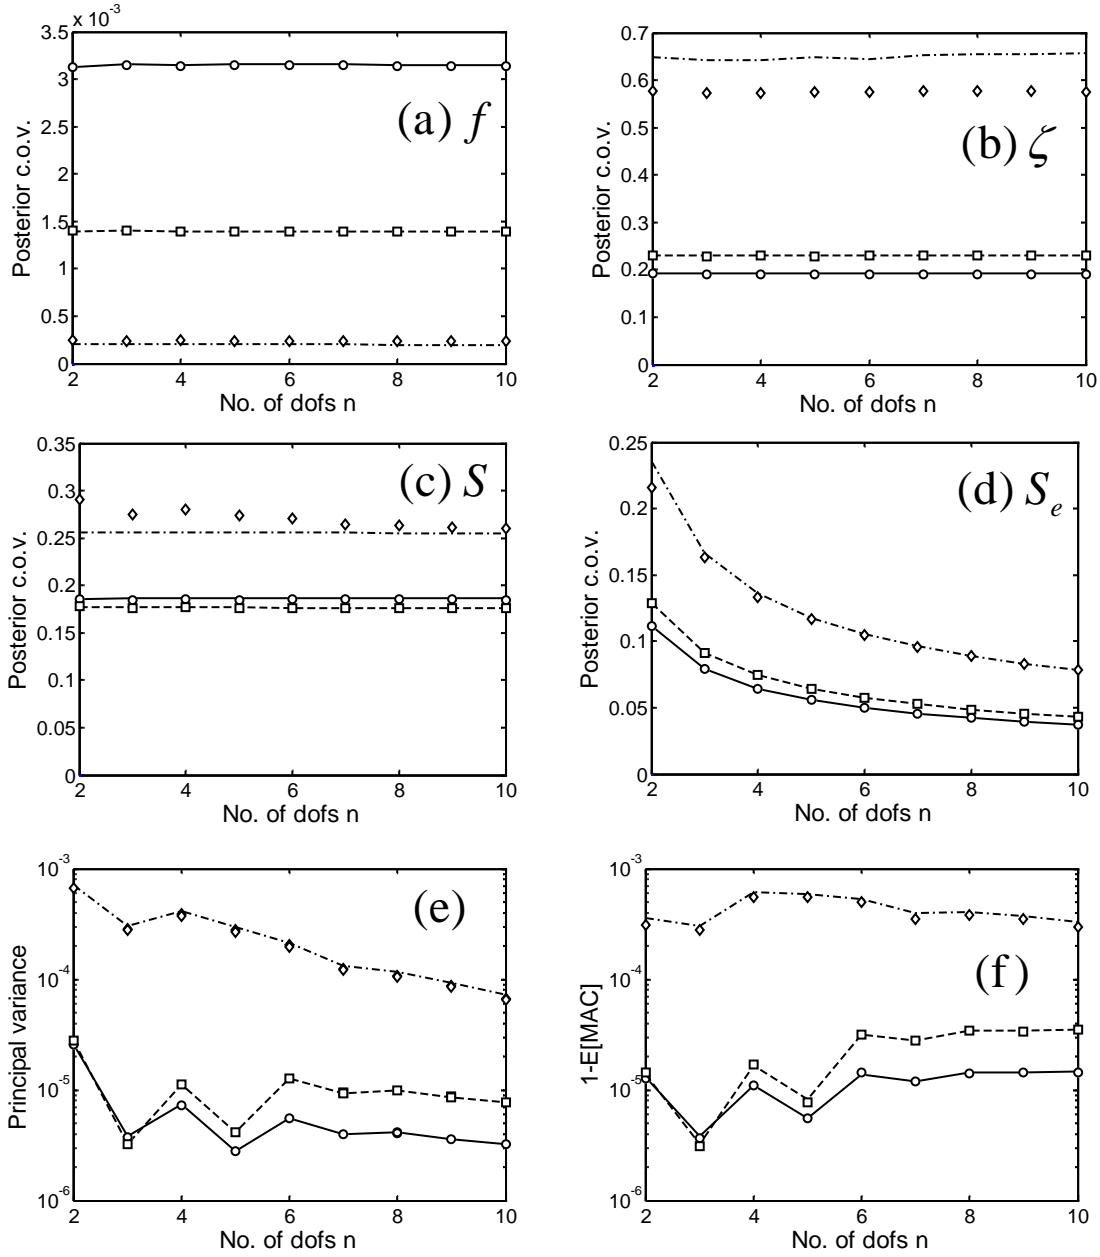 x 10^-3
3.5
3
2.5
2
1.5
1
0.5
0
2 4 6 8 10
Posterior c.o.v.
No. of dofs n
(a) f
0.7
0.6
0.5
0.4
0.3
0.2
0.1
0
2 4 6 8 10
Posterior c.o.v.
No. of dofs n
(b) ζ
0.35
0.3
0.25
0.2
0.15
0.1
0.05
0
2 4 6 8 10
Posterior c.o.v.
No. of dofs n
(c) S
0.25
0.2
0.15
0.1
0.05
0
2 4 6 8 10
Posterior c.o.v.
No. of dofs n
(d) S_e
10^-3
10^-4
10^-5
10^-6
2 4 6 8 10
Principal variance
No. of dofs n
(e)
10^-3
10^-4
10^-5
10^-6
2 4 6 8 10
1-E[MAC]
No. of dofs n
(f)